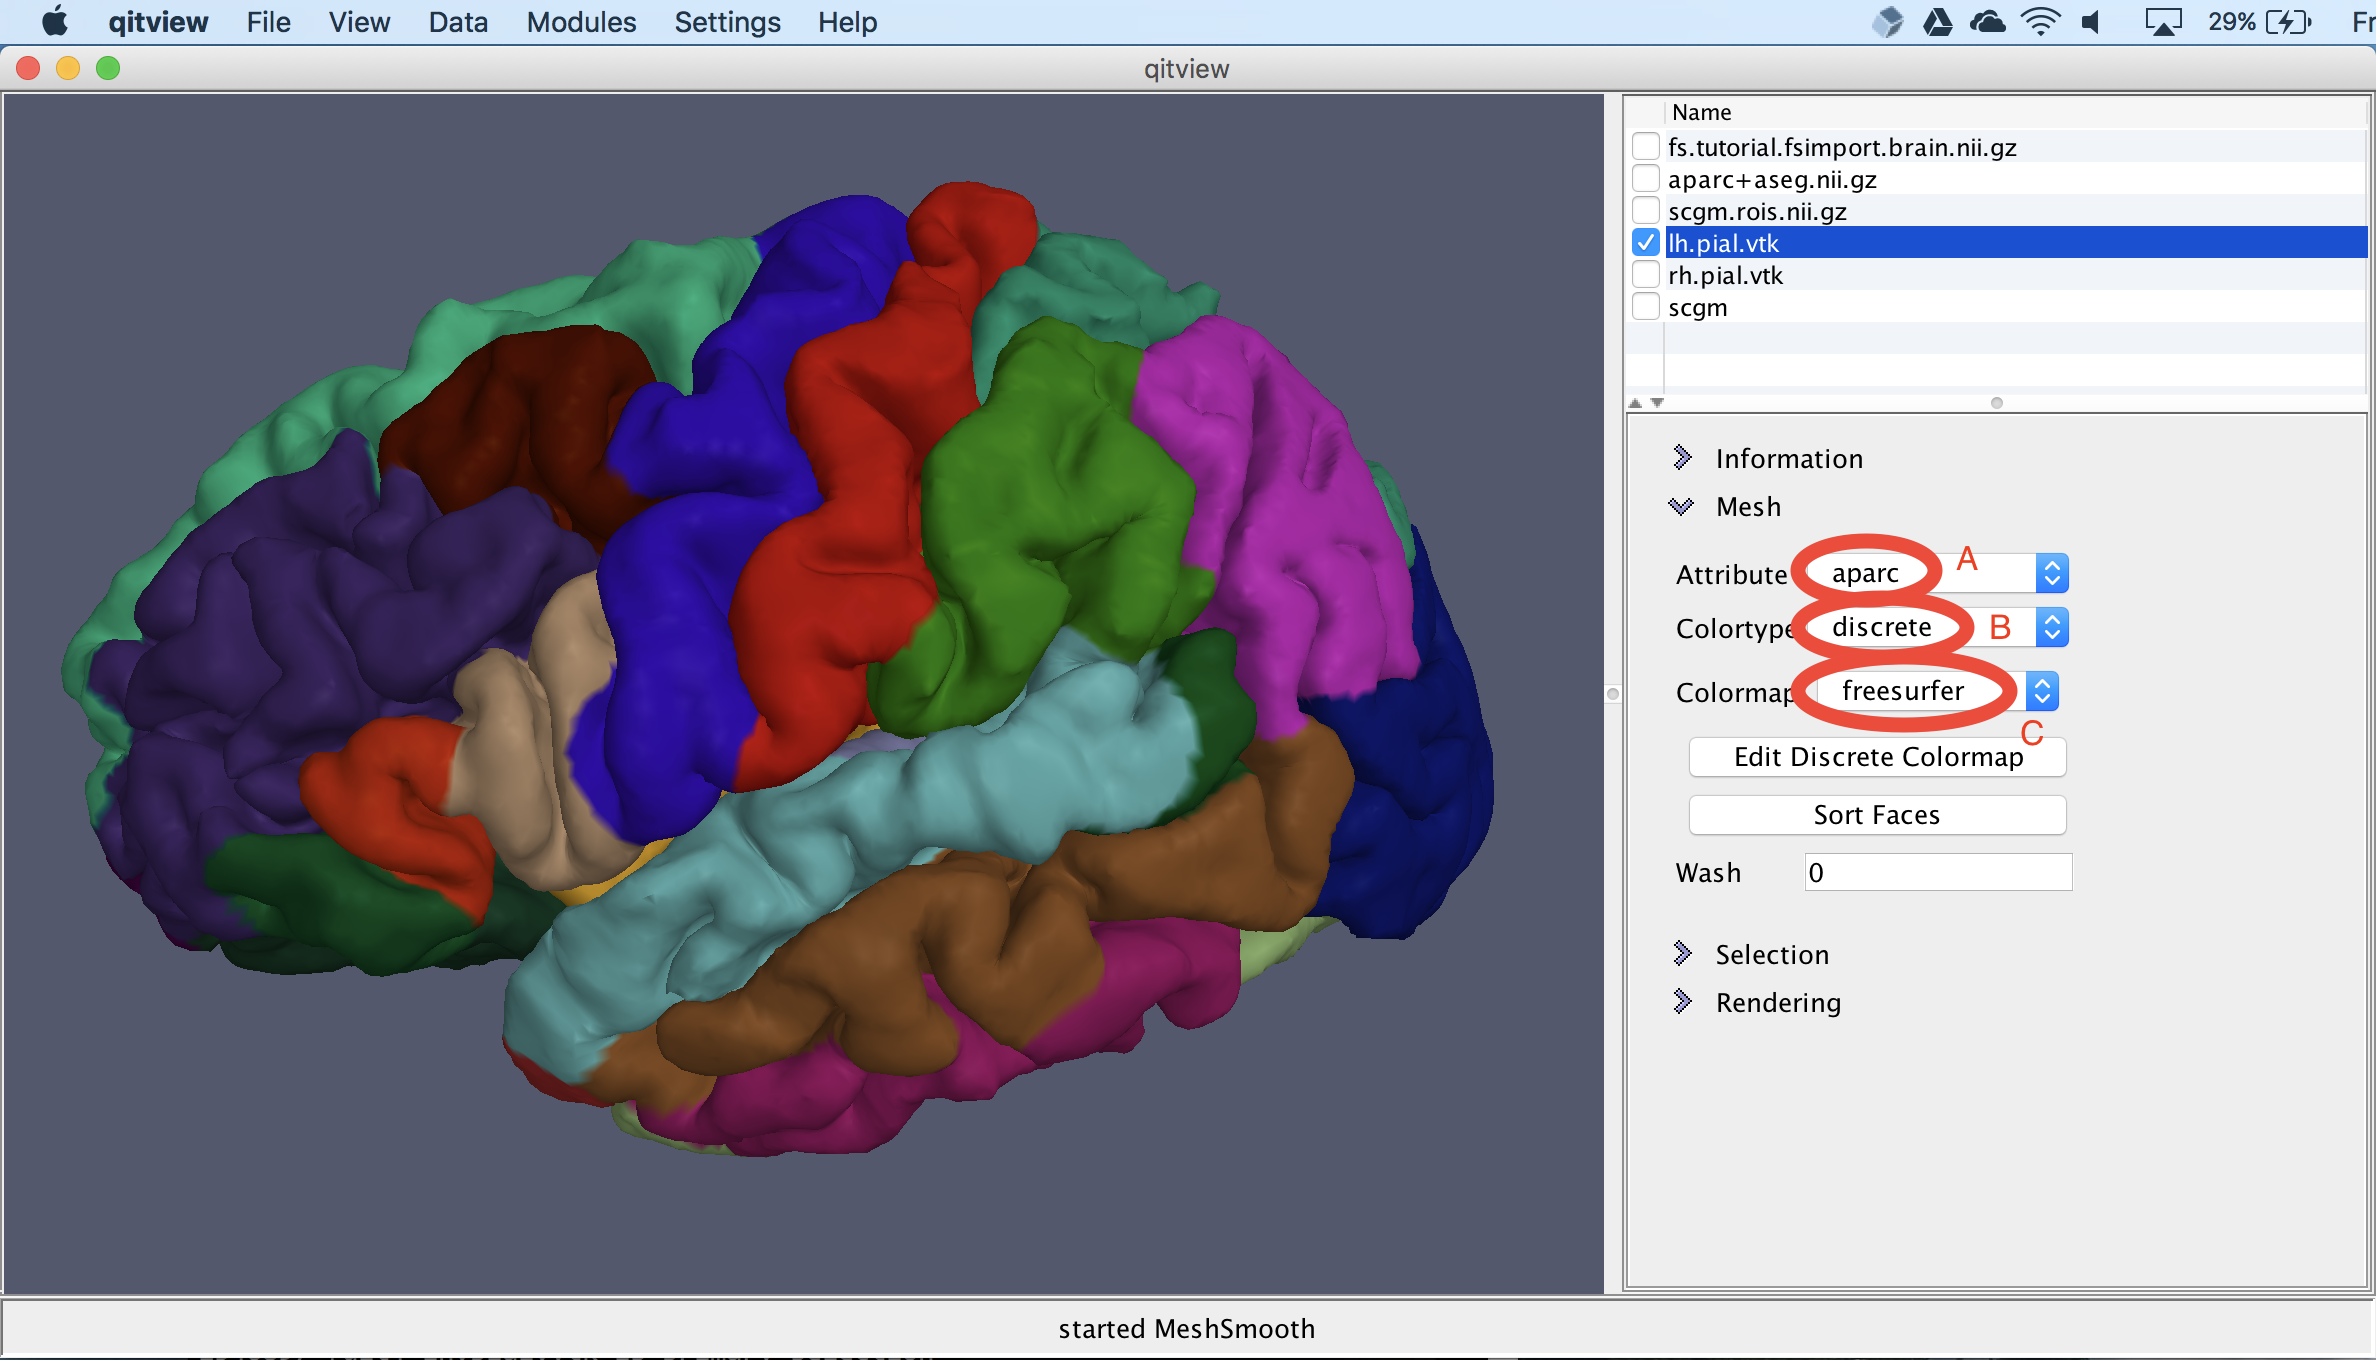 qitview File View Data Modules Settings Help 29%
qitview
Name
fs.tutorial.fsimport.brain.nii.gz
aparc+aseg.nii.gz
scgm.rois.nii.gz
lh.pial.vtk
rh.pial.vtk
scgm
Information
Mesh
Attribute aparc A
Colortype discrete B
Colormap freesurfer
C
Edit Discrete Colormap
Sort Faces
Wash 0
Selection
Rendering
started MeshSmooth